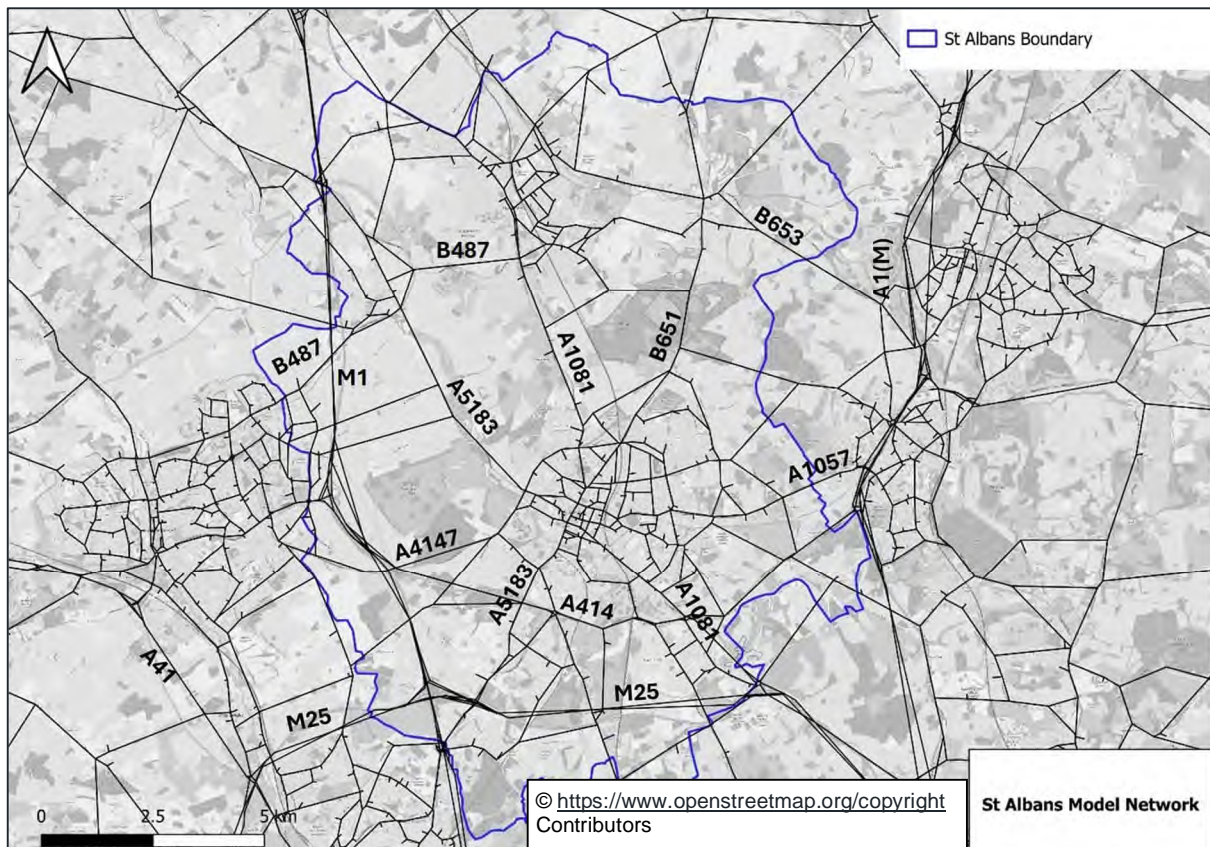 St Albans Boundary
B653
B487
A1(M)
B651
A1081
B487
M1
A5183
A1057
A4147
A5183
A414
A1081
A41
M25
M25
0 2.5 5 km
© https://www.openstreetmap.org/copyright
Contributors
St Albans Model Network